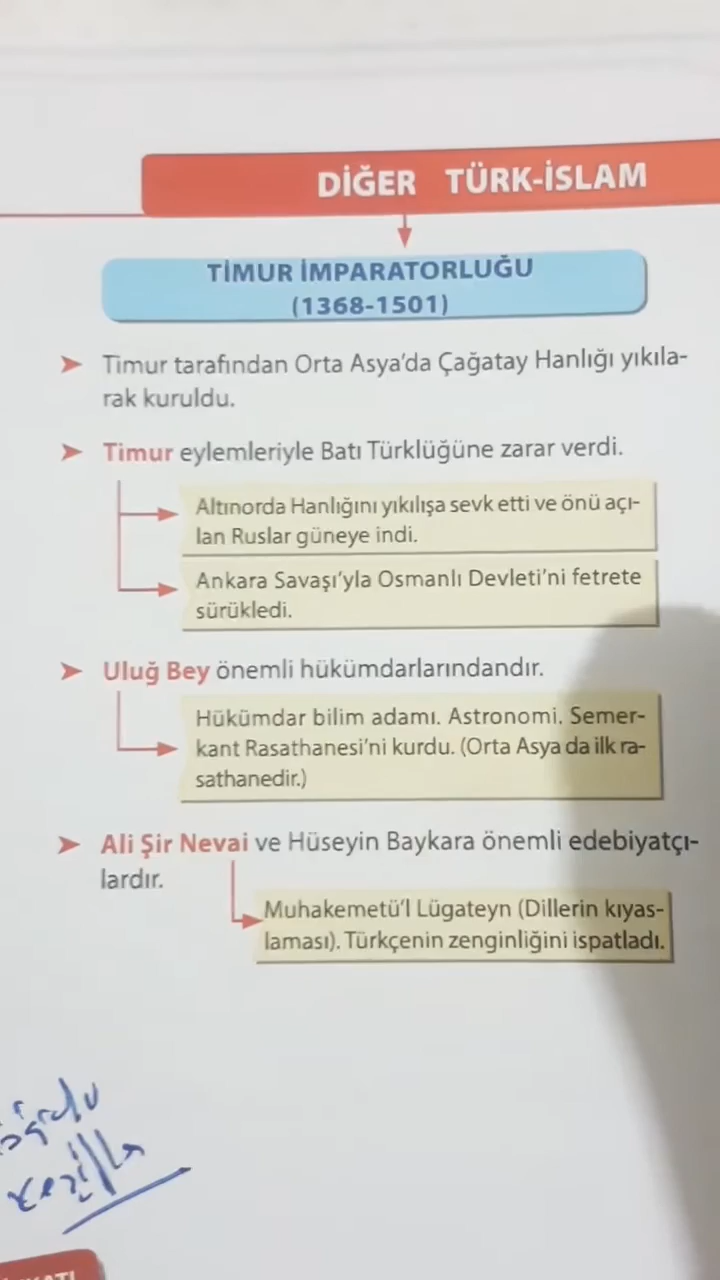 DİĞER TÜRK-İSLAM
TİMUR İMPARATORLUĞU
(1368-1501)
➤ Timur tarafından Orta Asya’da Çağatay Hanlığı yıkıla-
rak kuruldu.
➤ Timur eylemleriyle Batı Türklüğüne zarar verdi.
Altınorda Hanlığını yıkılışa sevk etti ve önü açı-
lan Ruslar güneye indi.
Ankara Savaşı’yla Osmanlı Devleti’ni fetrete
sürükledi.
➤ Uluğ Bey önemli hükümdarlarındandır.
Hükümdar bilim adamı. Astronomi. Semer-
kant Rasathanesi’ni kurdu. (Orta Asya da ilk ra-
sathanedir.)
➤ Ali Şir Nevai ve Hüseyin Baykara önemli edebiyatçı-
lardır.
Muhakemetü’l Lügateyn (Dillerin kıyas-
laması). Türkçenin zenginliğini ispatladı.